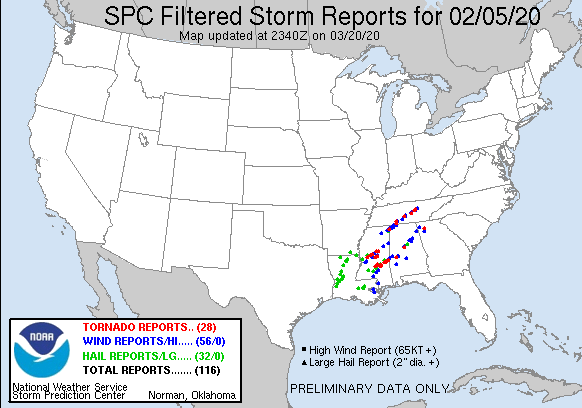 SPC Filtered Storm Reports for 02/05/20
Map updated at 2340Z on 03/20/20
NOAA
TORNADO REPORTS.. (28)
WIND REPORTS/HI..... (56/0)
HAIL REPORTS/LG..... (32/0)
TOTAL REPORTS....... (116)
National Weather Service
Storm Prediction Center Norman, Oklahoma
High Wind Report (65KT +)
Large Hail Report (2" dia. +)
PRELIMINARY DATA ONLY